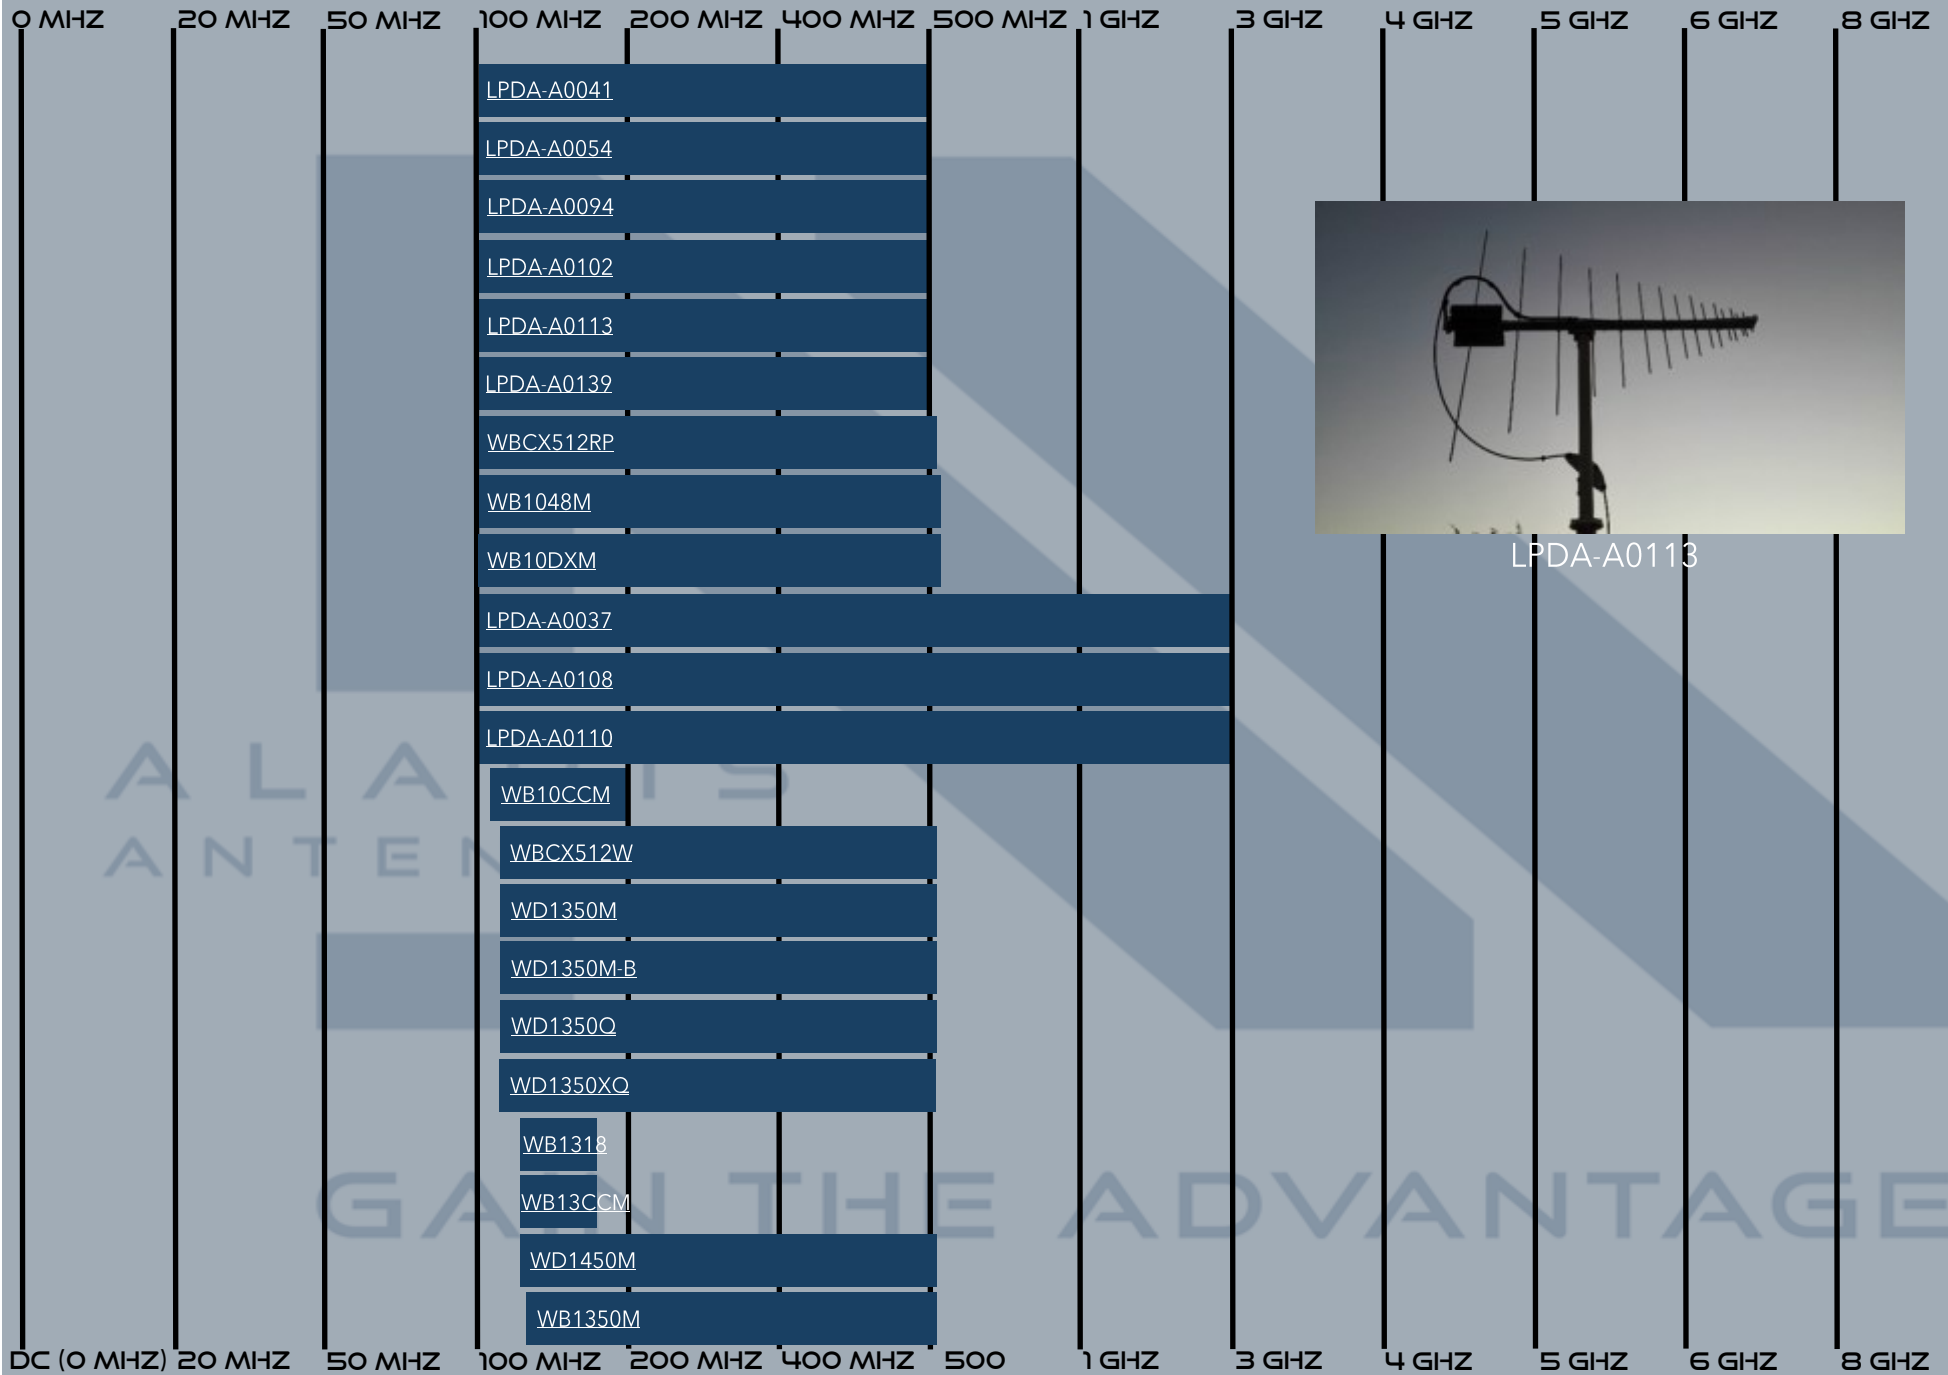 0 MHZ 20 MHZ 50 MHZ 100 MHZ 200 MHZ 400 MHZ 500 MHZ 1 GHZ 3 GHZ 4 GHZ 5 GHZ 6 GHZ 8 GHZ
LPDA-A0041
LPDA-A0054
LPDA-A0094
LPDA-A0102
LPDA-A0113
LPDA-A0139
WBCX512RP
WB1048M
WB10DXM
LPDA-A0113
LPDA-A0037
LPDA-A0108
LPDA-A0110
WB10CCM
WBCX512W
WD1350M
WD1350M-B
WD1350Q
WD1350XQ
WB1318
WB13CCM
GAIN THE ADVANTAGE
WD1450M
WB1350M
DC (0 MHZ) 20 MHZ 50 MHZ 100 MHZ 200 MHZ 400 MHZ 500 1 GHZ 3 GHZ 4 GHZ 5 GHZ 6 GHZ 8 GHZ